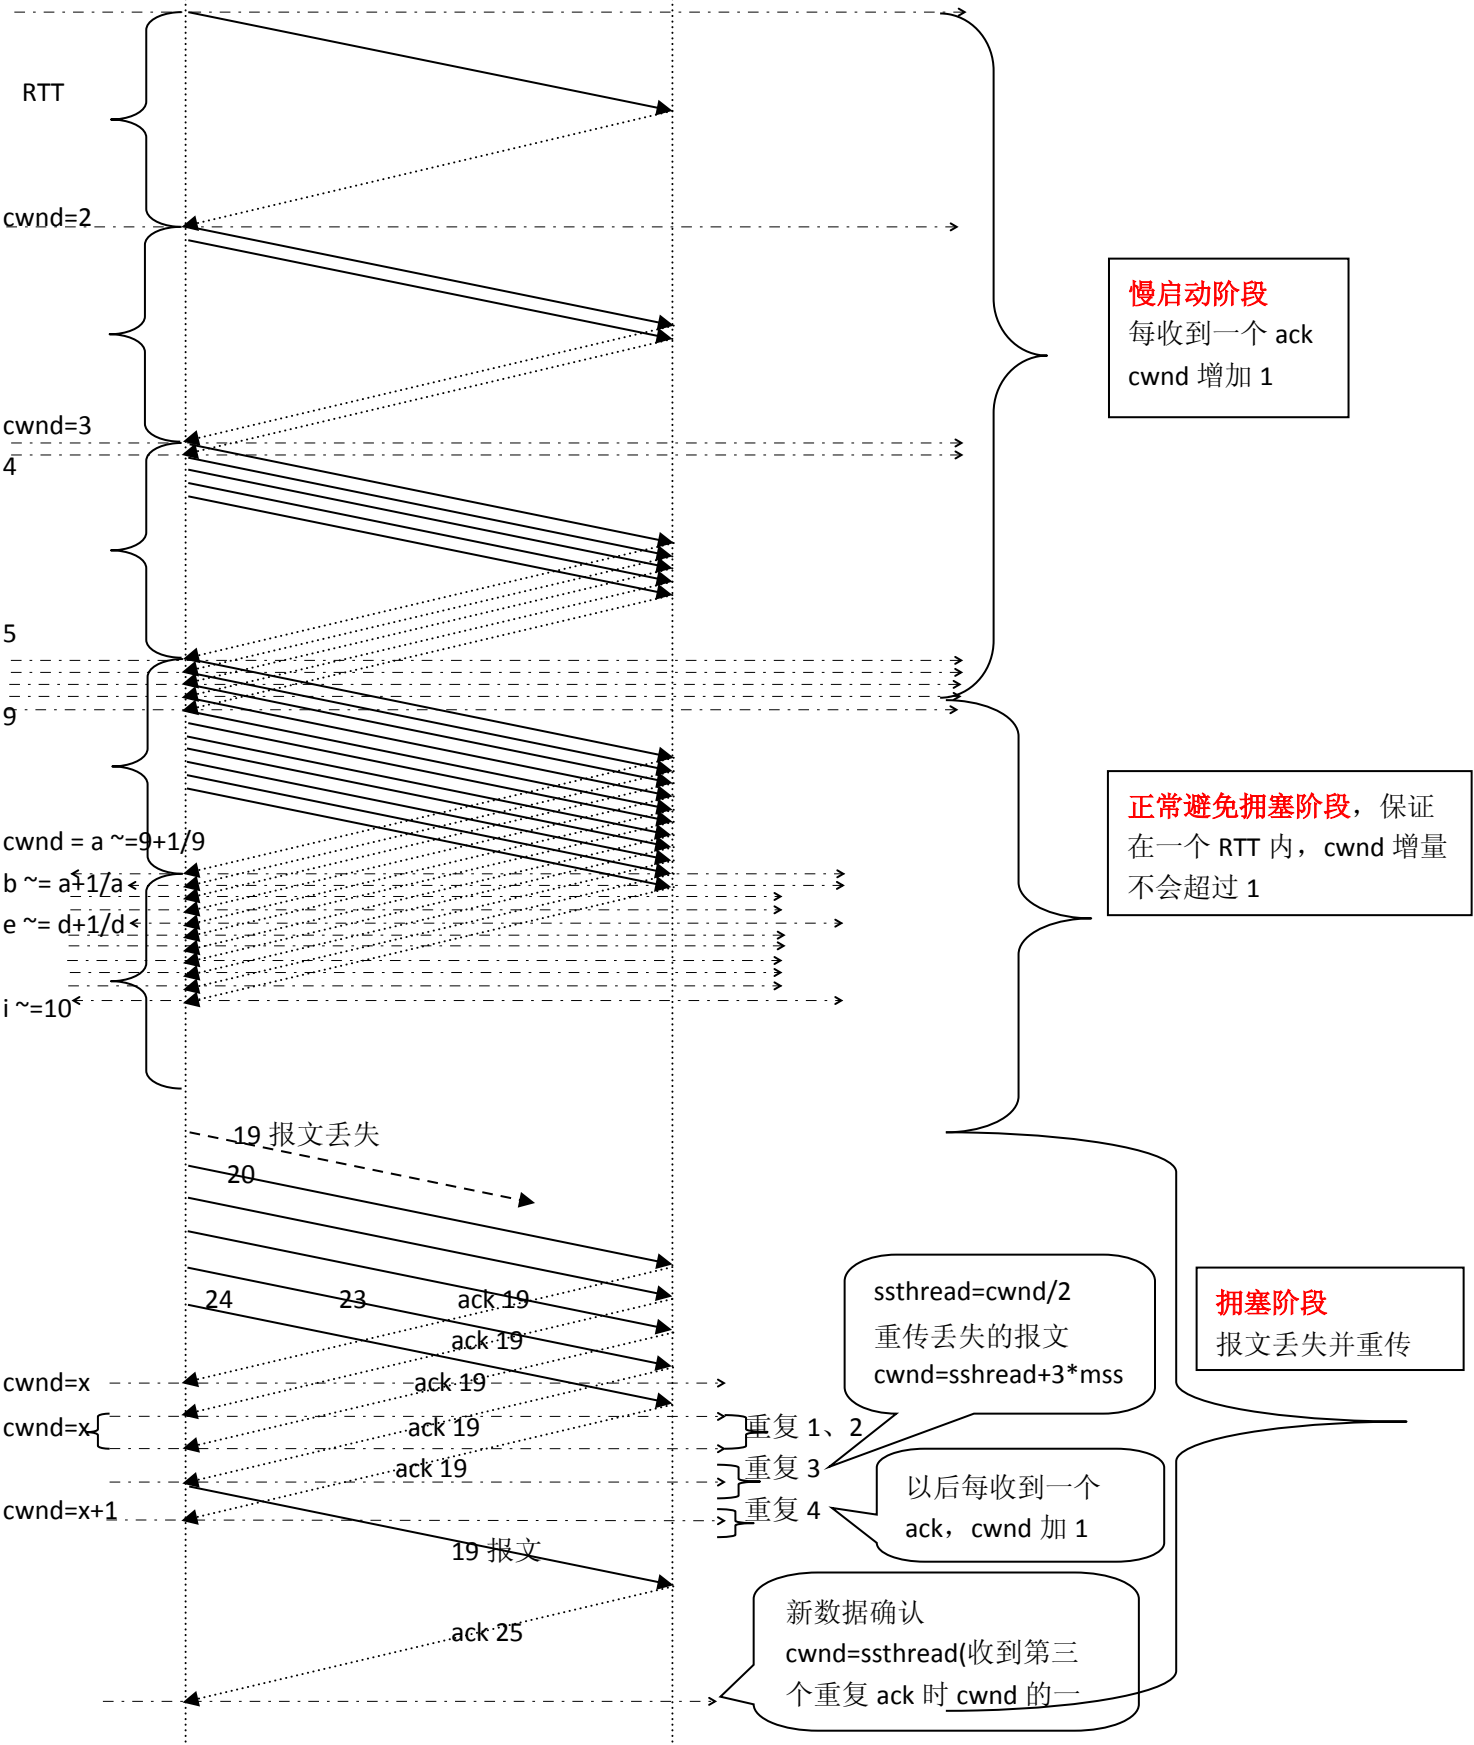 RTT
cwnd=2
慢启动阶段
每收到一个 ack
cwnd 增加 1
cwnd=3
4
5
9
正常避免拥塞阶段，保证
在一个 RTT 内，cwnd 增量
不会超过 1
cwnd = a ~=9+1/9
b ~= a+1/a
e ~= d+1/d
i ~=10
19 报文丢失
20
24
23
ack 19
ssthread=cwnd/2
重传丢失的报文
cwnd=sshread+3*mss
拥塞阶段
报文丢失并重传
ack 19
cwnd=x
ack 19
cwnd=x
ack 19
重复 1、2
ack 19
重复 3
以后每收到一个
ack，cwnd 加 1
cwnd=x+1
重复 4
19 报文
新数据确认
cwnd=ssthread(收到第三
个重复 ack 时 cwnd 的一
ack 25